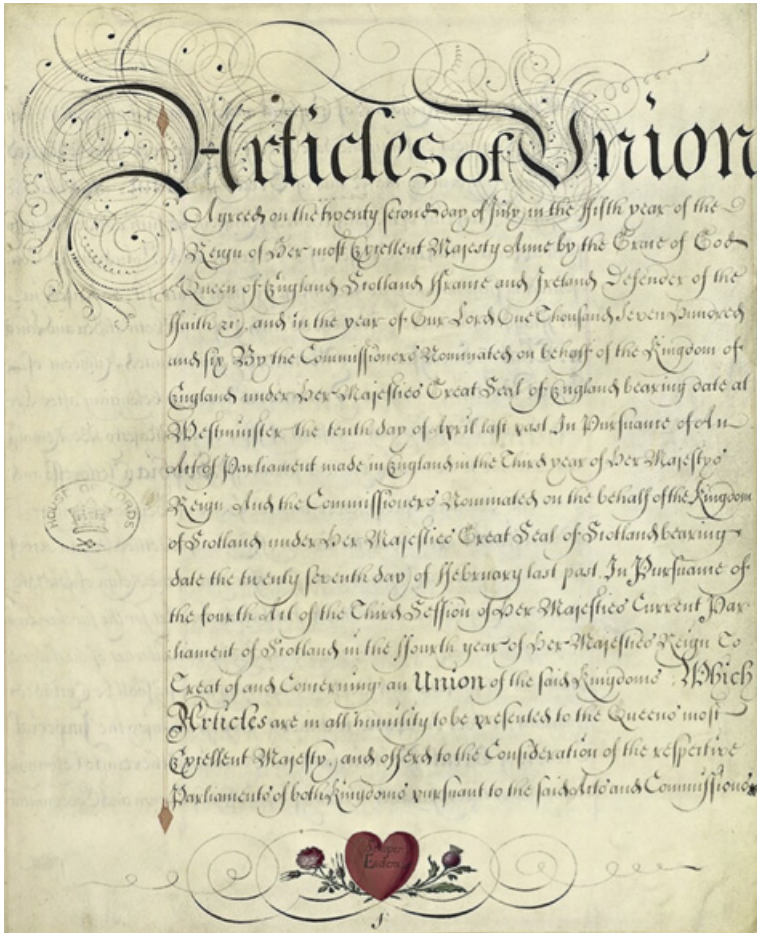 Articles of Union
Agreed on the twenty second day of July in the ffifth year of the
Reign of Her most Excellent Majesty Anne by the Grace of God
Queen of England Scotland ffrance and Ireland Defender of the
ffaith &c. and in the year of Our Lord One Thousand Seven Hundred
and six By the Commissioners Nominated on behalf of the Kingdom of
England under Her Majesties Great Seal of England bearing date at
Westminster the tenth day of April last past In Pursuance of An
Act of Parliament made in England in the Third year of Her Majestys
Reign And the Commissioners Nominated on the behalf of the Kingdom
of Scotland under Her Majesties Great Seal of Scotland bearing
date the twenty seventh day of ffebruary last past In Pursuance of
the fourth Act of the Third Session of Her Majesties Current Par
liament of Scotland in the ffourth year of Her Majesties Reign To
Treat of and Concerning an Union of the said Kingdoms Which
Articles are in all humility to be presented to the Queens most
Excellent Majesty, and offerd to the Consideration of the respective
Parliaments of both Kingdoms pursuant to the said Acts and Commissions
HOUSE OF LORDS
Semper
Eadem
1